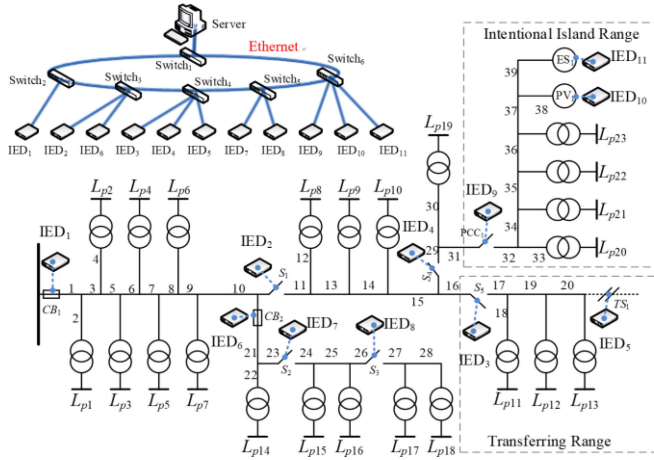 Server
Ethernet
Switch1
Switch2
Switch3
Switch4
Switch5
Switch6
IED1 IED2 IED6 IED3 IED4 IED5 IED7 IED8 IED9 IED10 IED11
Intentional Island Range
39 ES1 IED11
37 38 PV1 IED10
36 Lp23
35 Lp22
34 Lp21
32 33 Lp20
Lp19
30
IED9
PCC1
29
31
Lp2 Lp4 Lp6
Lp8 Lp9 Lp10
IED1
IED2
IED4
4
12
S1
CB1
1 3 5 6 7 8 9 10 11 13 14 15 16
2
CB2
IED6
IED7
IED8
21 23 S2 24 25 26 S3 27 28
22
Lp1 Lp3 Lp5 Lp7
Lp14 Lp15 Lp16 Lp17 Lp18
S5 17 19 20 TS1
18
IED3
IED5
Lp11 Lp12 Lp13
Transferring Range